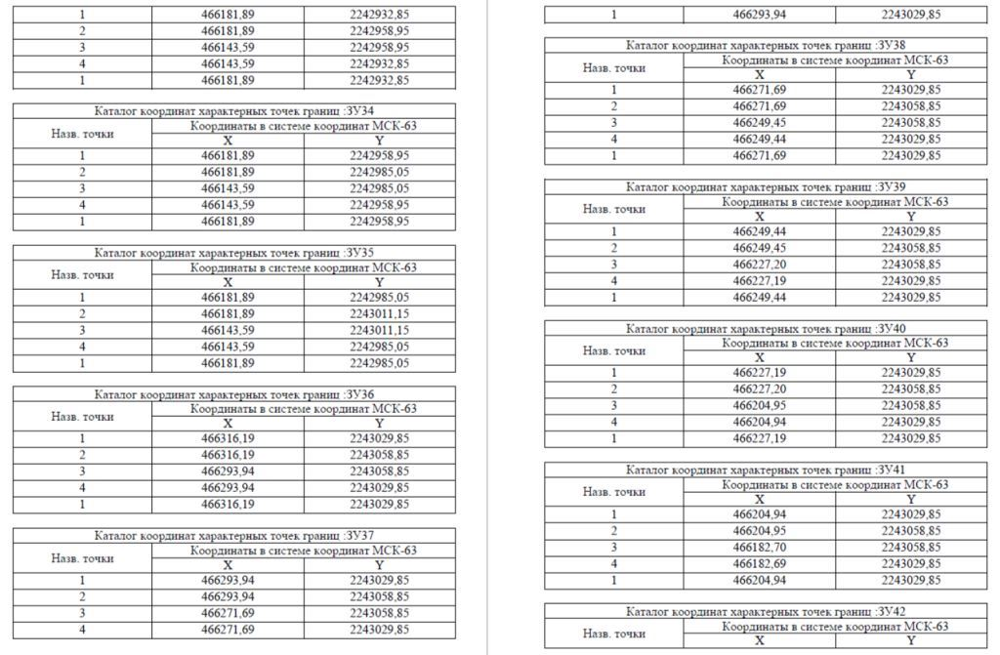 1 466181,89 2242932,85
2 466181,89 2242958,95
3 466143,59 2242958,95
4 466143,59 2242932,85
1 466181,89 2242932,85
Каталог координат характерных точек границ :ЗУ34
Назв. точки
Координаты в системе координат МСК-63
X Y
1 466181,89 2242958,95
2 466181,89 2242985,05
3 466143,59 2242985,05
4 466143,59 2242958,95
1 466181,89 2242958,95
Каталог координат характерных точек границ :ЗУ35
Назв. точки
Координаты в системе координат МСК-63
X Y
1 466181,89 2242985,05
2 466181,89 2243011,15
3 466143,59 2243011,15
4 466143,59 2242985,05
1 466181,89 2242985,05
Каталог координат характерных точек границ :ЗУ36
Назв. точки
Координаты в системе координат МСК-63
X Y
1 466316,19 2243029,85
2 466316,19 2243058,85
3 466293,94 2243058,85
4 466293,94 2243029,85
1 466316,19 2243029,85
Каталог координат характерных точек границ :ЗУ37
Назв. точки
Координаты в системе координат МСК-63
X Y
1 466293,94 2243029,85
2 466293,94 2243058,85
3 466271,69 2243058,85
4 466271,69 2243029,85
1 466293,94 2243029,85
Каталог координат характерных точек границ :ЗУ38
Назв. точки
Координаты в системе координат МСК-63
X Y
1 466271,69 2243029,85
2 466271,69 2243058,85
3 466249,45 2243058,85
4 466249,44 2243029,85
1 466271,69 2243029,85
Каталог координат характерных точек границ :ЗУ39
Назв. точки
Координаты в системе координат МСК-63
X Y
1 466249,44 2243029,85
2 466249,45 2243058,85
3 466227,20 2243058,85
4 466227,19 2243029,85
1 466249,44 2243029,85
Каталог координат характерных точек границ :ЗУ40
Назв. точки
Координаты в системе координат МСК-63
X Y
1 466227,19 2243029,85
2 466227,20 2243058,85
3 466204,95 2243058,85
4 466204,94 2243029,85
1 466227,19 2243029,85
Каталог координат характерных точек границ :ЗУ41
Назв. точки
Координаты в системе координат МСК-63
X Y
1 466204,94 2243029,85
2 466204,95 2243058,85
3 466182,70 2243058,85
4 466182,69 2243029,85
1 466204,94 2243029,85
Каталог координат характерных точек границ :ЗУ42
Назв. точки
Координаты в системе координат МСК-63
X Y